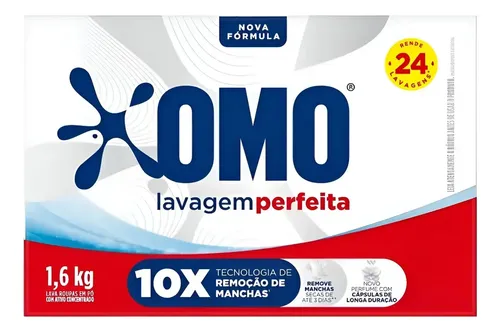 NOVA
FÓRMULA
RENDE
24
LAVAGENS*
OMO®
lavagemperfeita
1,6 kg
LAVA ROUPAS EM PÓ
COM ATIVO CONCENTRADO
10X
TECNOLOGIA DE
REMOÇÃO DE
MANCHAS¹
REMOVE
MANCHAS
SECAS DE
ATÉ 3 DIAS**
NOVO
PERFUME COM
CÁPSULAS DE
LONGA DURAÇÃO